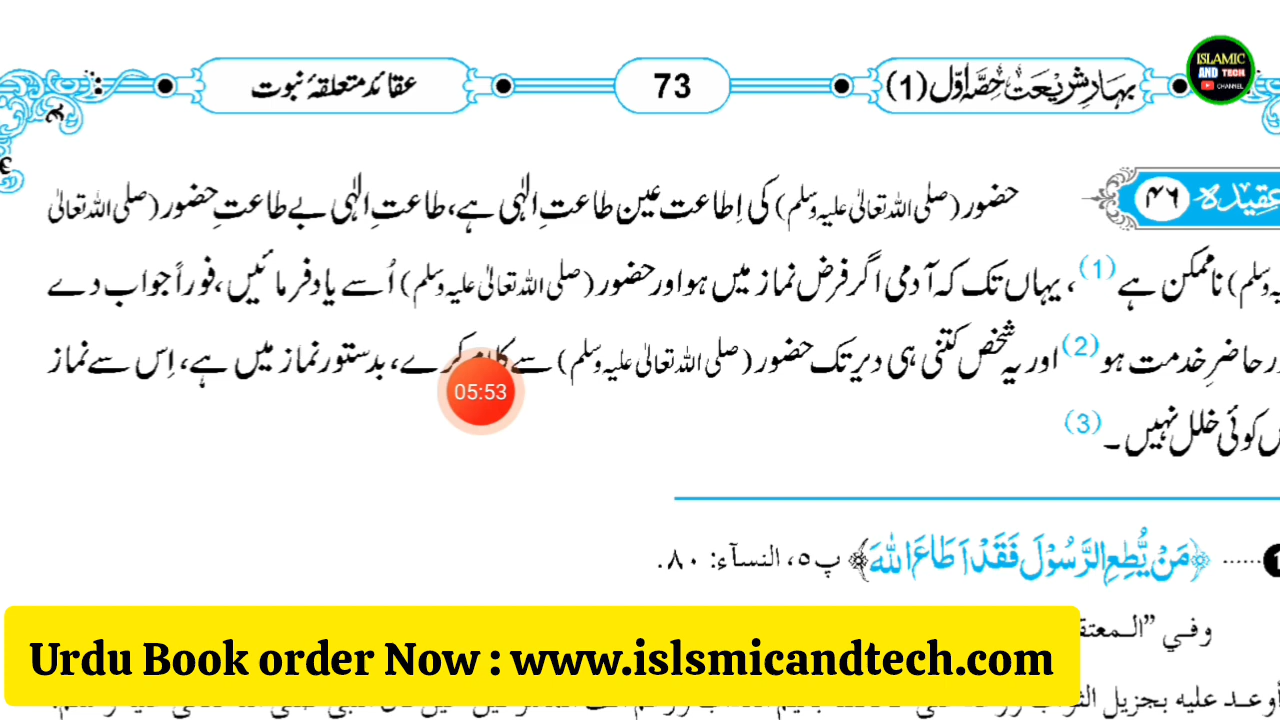 بہارِ شریعت حصّہ اوّل (1)
73
عقائد متعلقۂ نبوت
ISLAMIC
AND TECH
CHANNEL
عقیدہ ۴۶
حضور (صلی اللہ تعالیٰ علیہ وسلم) کی اِطاعت عین طاعتِ الٰہی ہے، طاعتِ الٰہی بے طاعتِ حضور (صلی اللہ تعالیٰ
وسلم) ناممکن ہے (1)، یہاں تک کہ آدمی اگر فرض نماز میں ہو اور حضور (صلی اللہ تعالیٰ علیہ وسلم) اُسے یاد فرمائیں، فوراً جواب دے
حاضرِ خدمت ہو (2) اور یہ شخص کتنی ہی دیر تک حضور (صلی اللہ تعالیٰ علیہ وسلم) سے کلام کرے، بدستور نماز میں ہے، اِس سے نماز
کوئی خلل نہیں۔ (3)
05:53
...... ﴿مَنْ يُّطِعِ الرَّسُوْلَ فَقَدْ اَطَاعَ اللّٰهَ﴾ پ٥، النسآء: ٨٠.
وفي "المعتقد
Urdu Book order Now : www.islsmicandtech.com
عليه بجزيل